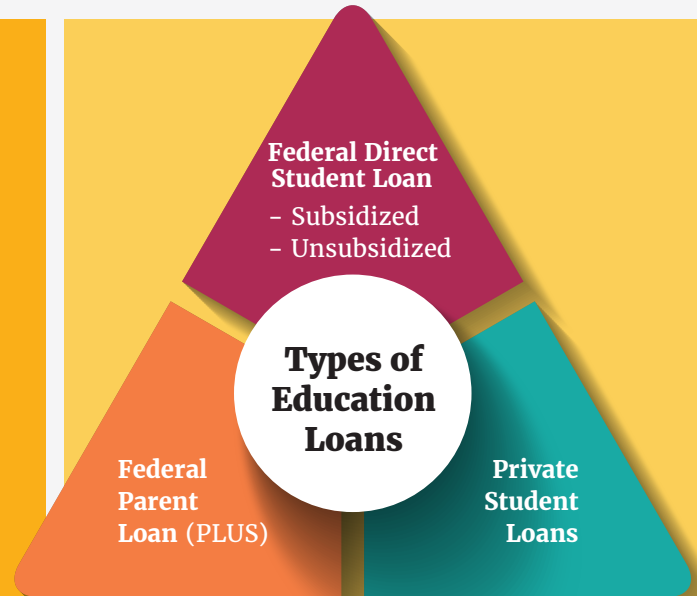 Federal Direct
Student Loan
– Subsidized
– Unsubsidized
Types of
Education
Loans
Federal
Parent
Loan (PLUS)
Private
Student
Loans